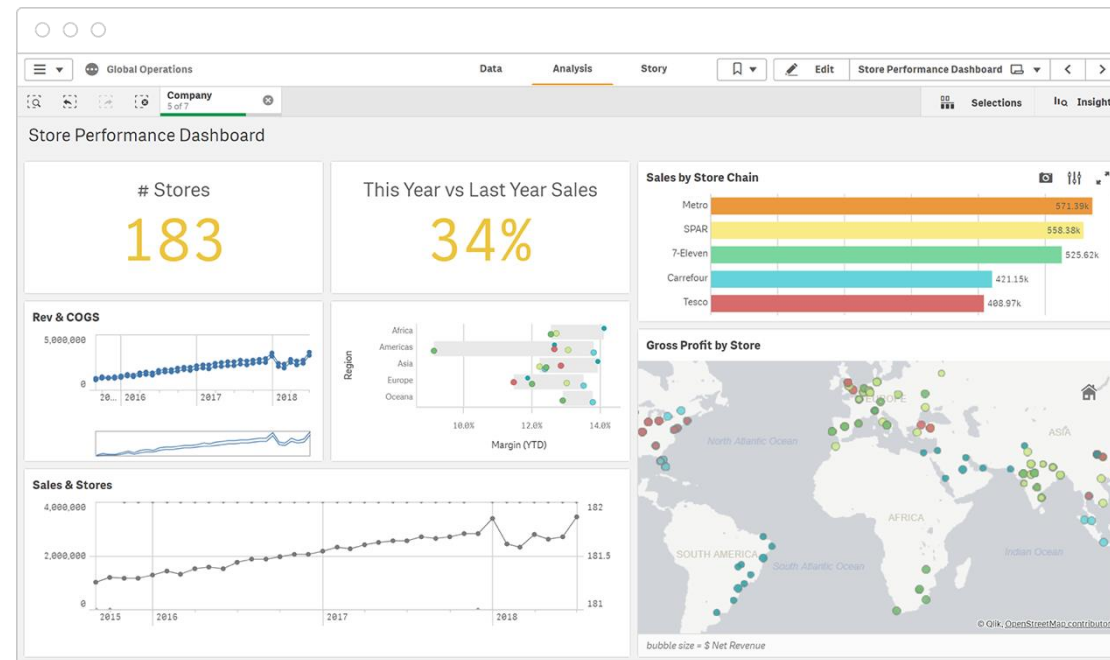 Global Operations
Data
Analysis
Story
Edit
Store Performance Dashboard
Company
5 of 7
Selections
Insight
Store Performance Dashboard
# Stores
183
This Year vs Last Year Sales
34%
Sales by Store Chain
Metro
571.39k
SPAR
558.38k
7-Eleven
525.62k
Carrefour
421.15k
Tesco
408.97k
Rev & COGS
5,000,000
0
20...
2016
2017
2018
Region
Africa
Americas
Asia
Europe
Oceana
10.0%
12.0%
14.0%
Margin (YTD)
Gross Profit by Store
EUROPE
ASIA
North Atlantic Ocean
AFRICA
SOUTH AMERICA
South Atlantic Ocean
Indian Ocean
© Qlik, OpenStreetMap contributor
bubble size = $ Net Revenue
Sales & Stores
4,000,000
2,000,000
0
182
181.5
181
2015
2016
2017
2018